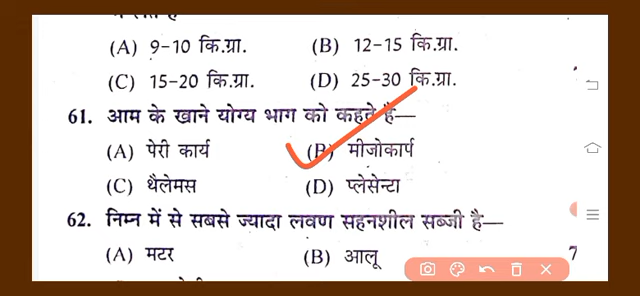 (A) 9-10 कि.ग्रा. (B) 12-15 कि.ग्रा.
(C) 15-20 कि.ग्रा. (D) 25-30 कि.ग्रा.
61. आम के खाने योग्य भाग को कहते हैं—
(A) पेरी कार्य (B) मीजोकार्प
(C) थैलेमस (D) प्लेसेन्टा
62. निम्न में से सबसे ज्यादा लवण सहनशील सब्जी है—
(A) मटर (B) आलू
7